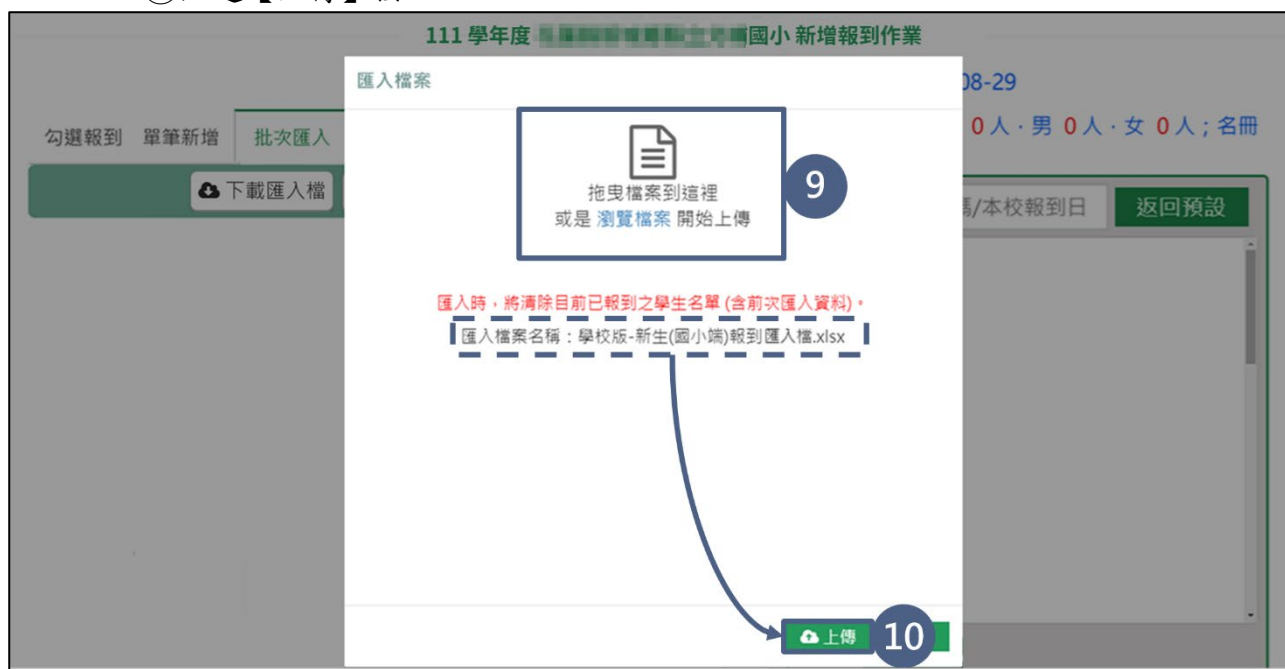 111 學年度 國小 新增報到作業
匯入檔案
08-29
勾選報到 單筆新增 批次匯入
0 人 · 男 0 人 · 女 0 人 ; 名冊
下載匯入檔
拖曳檔案到這裡
或是 瀏覽檔案 開始上傳
9
/本校報到日 返回預設
匯入時，將清除目前已報到之學生名單 (含前次匯入資料)。
匯入檔案名稱：學校版-新生(國小端)報到匯入檔.xlsx
上傳 10